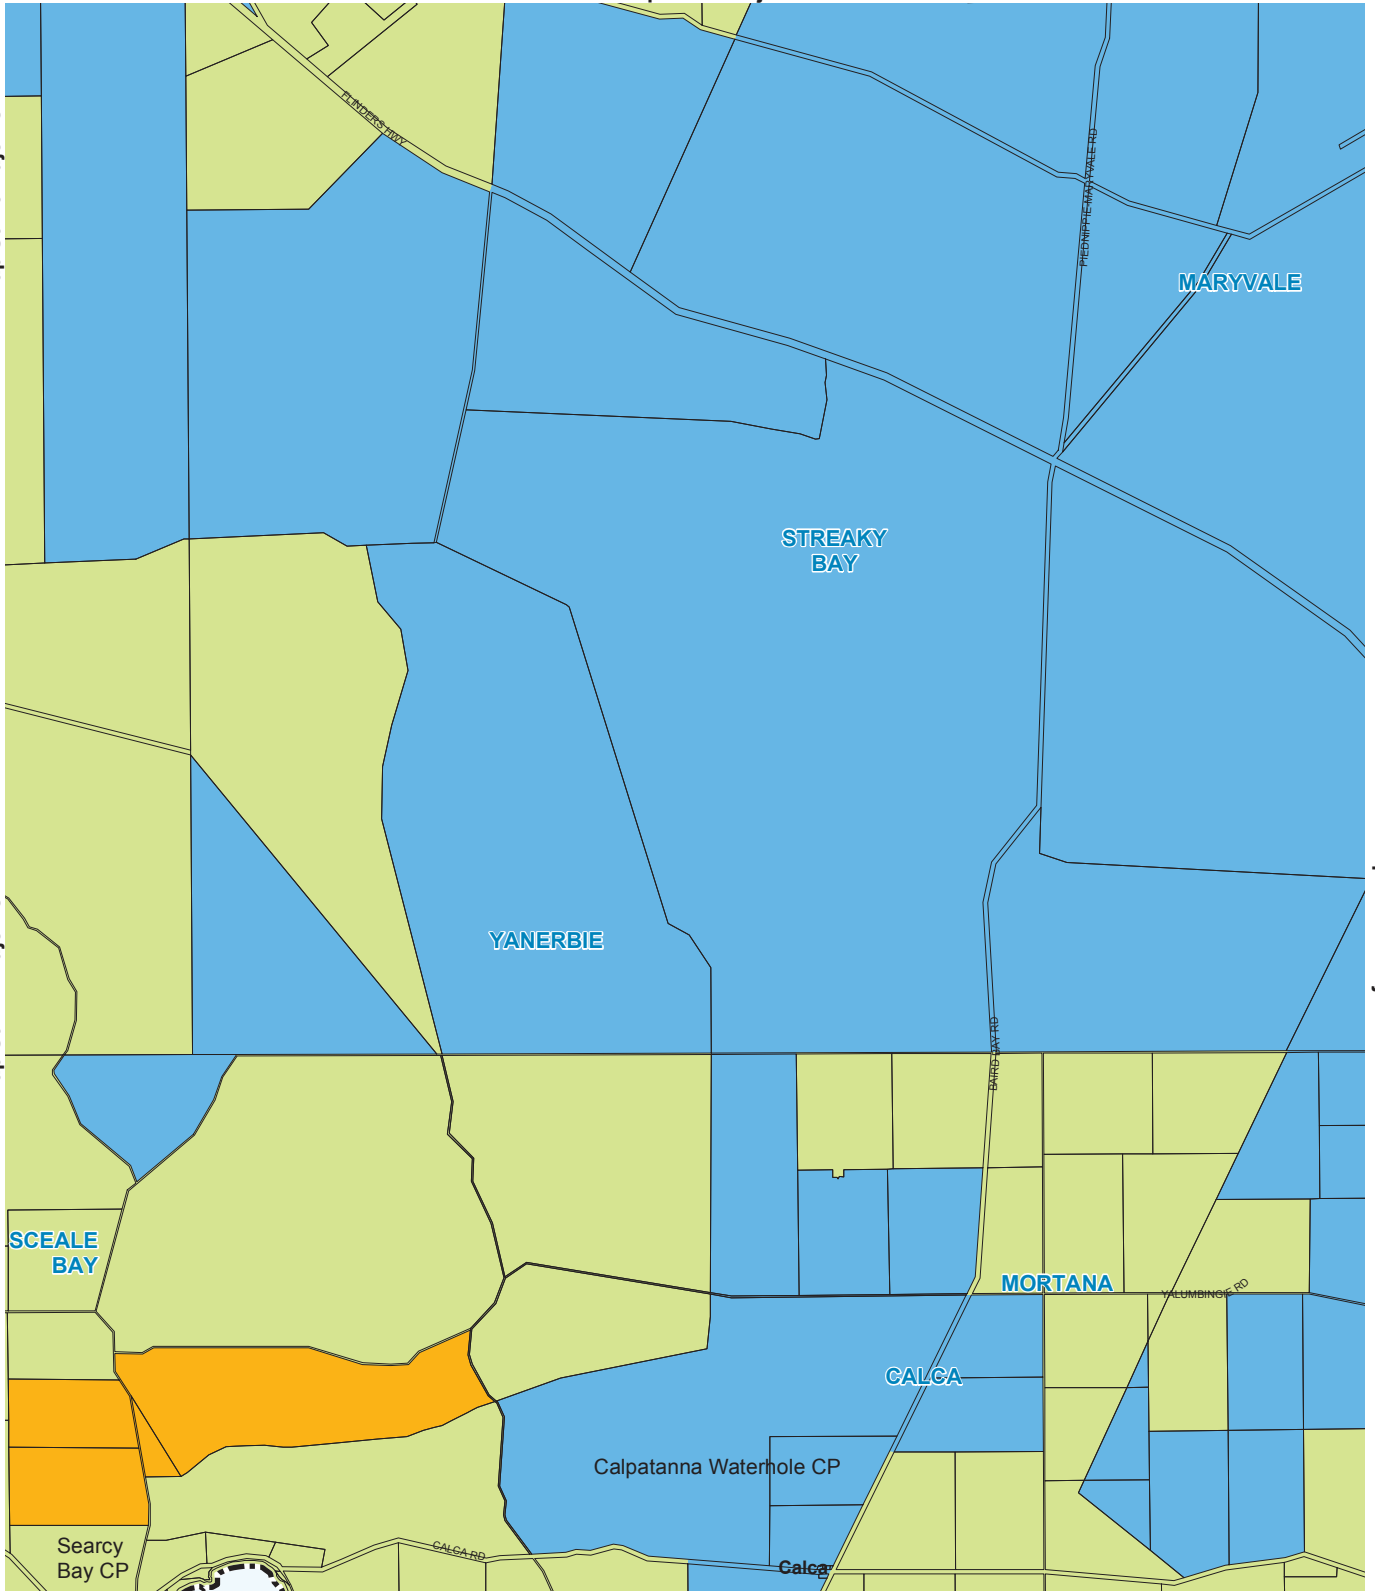 FLINDERS HWY
PIEDNIPPIE-MARYVALE RD
MARYVALE
STREAKY
BAY
YANERBIE
BAIRD BAY RD
SCEALE
BAY
MORTANA
YALUMBINGIE RD
CALCA
Calpatanna Waterhole CP
Searcy
Bay CP
CALCA RD
Calca